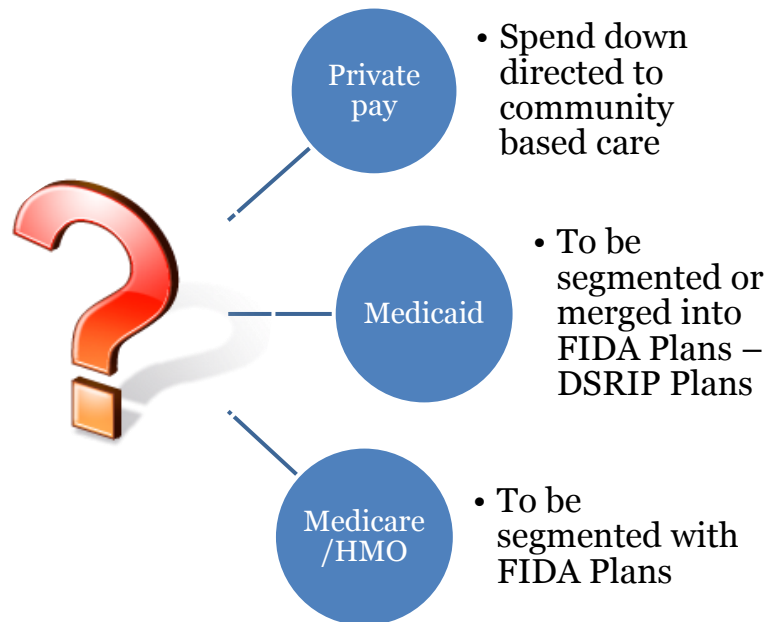 Private
pay
• Spend down
directed to
community
based care
Medicaid
• To be
segmented or
merged into
FIDA Plans –
DSRIP Plans
Medicare
/HMO
• To be
segmented with
FIDA Plans